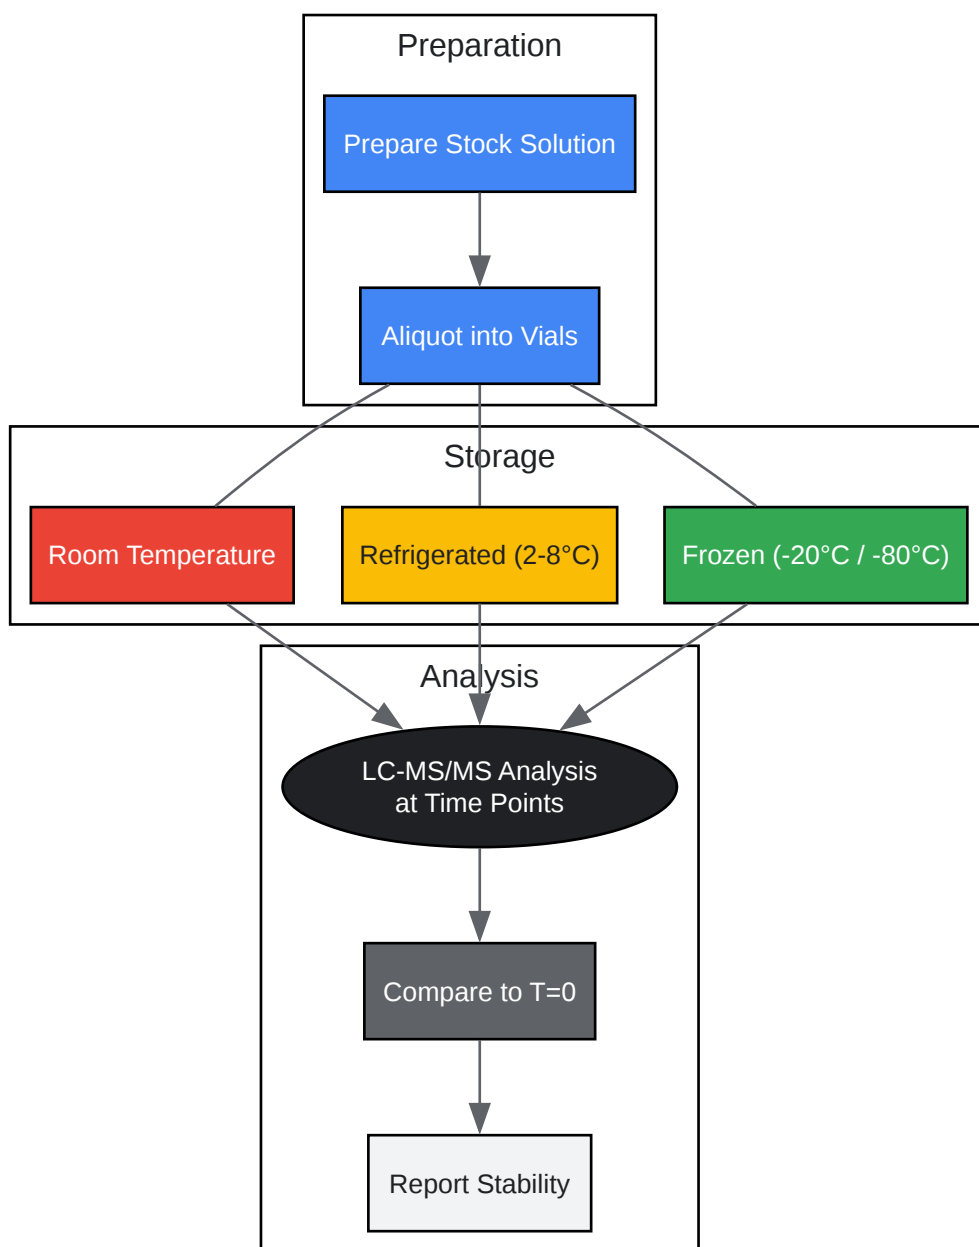 Preparation
Prepare Stock Solution
Aliquot into Vials
Storage
Room Temperature
Refrigerated (2-8°C)
Frozen (-20°C / -80°C)
Analysis
LC-MS/MS Analysis
at Time Points
Compare to T=0
Report Stability